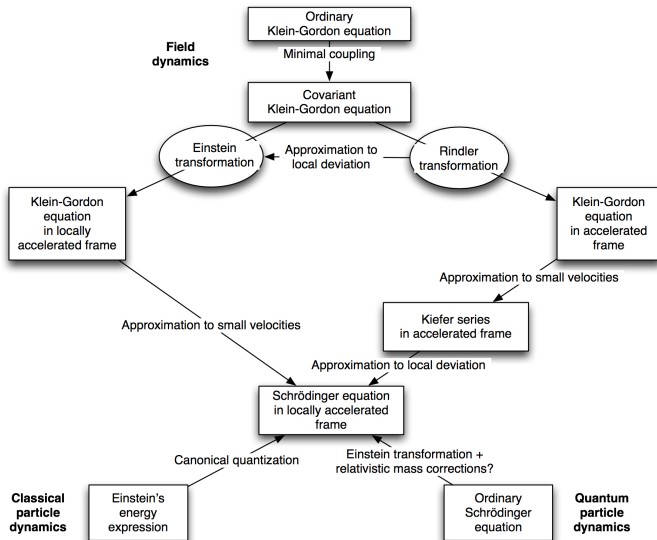 Ordinary
Klein-Gordon equation
Field
dynamics
Minimal coupling
Covariant
Klein-Gordon equation
Einstein
transformation
Approximation to
local deviation
Rindler
transformation
Klein-Gordon
equation
in locally
accelerated frame
Klein-Gordon
equation
in accelerated
frame
Approximation to small velocities
Kiefer series
in accelerated frame
Approximation to small velocities
Approximation to local deviation
Schrödinger equation
in locally accelerated
frame
Canonical quantization
Einstein transformation +
relativistic mass corrections?
Classical
particle
dynamics
Einstein's
energy
expression
Ordinary
Schrödinger
equation
Quantum
particle
dynamics